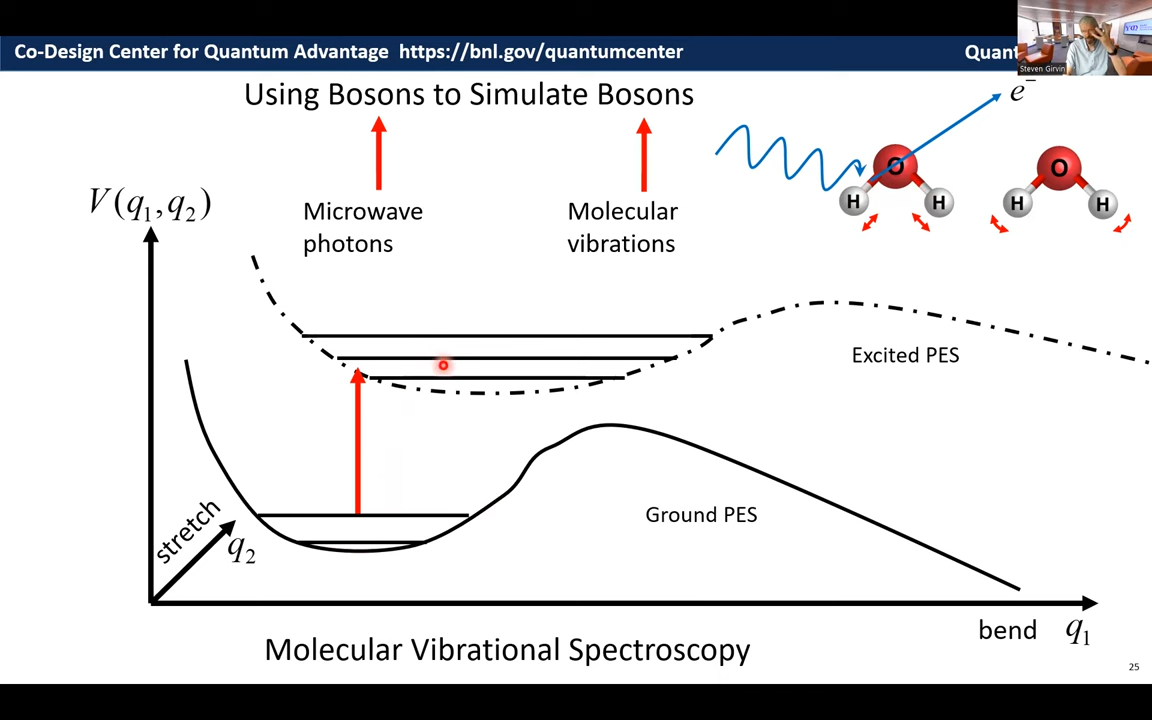 Co-Design Center for Quantum Advantage https://bnl.gov/quantumcenter
Steven Girvin
Using Bosons to Simulate Bosons
e⁻
V(q₁,q₂)
Microwave
photons
Molecular
vibrations
O
H
H
O
H
H
Excited PES
Ground PES
stretch
q₂
bend q₁
Molecular Vibrational Spectroscopy
25